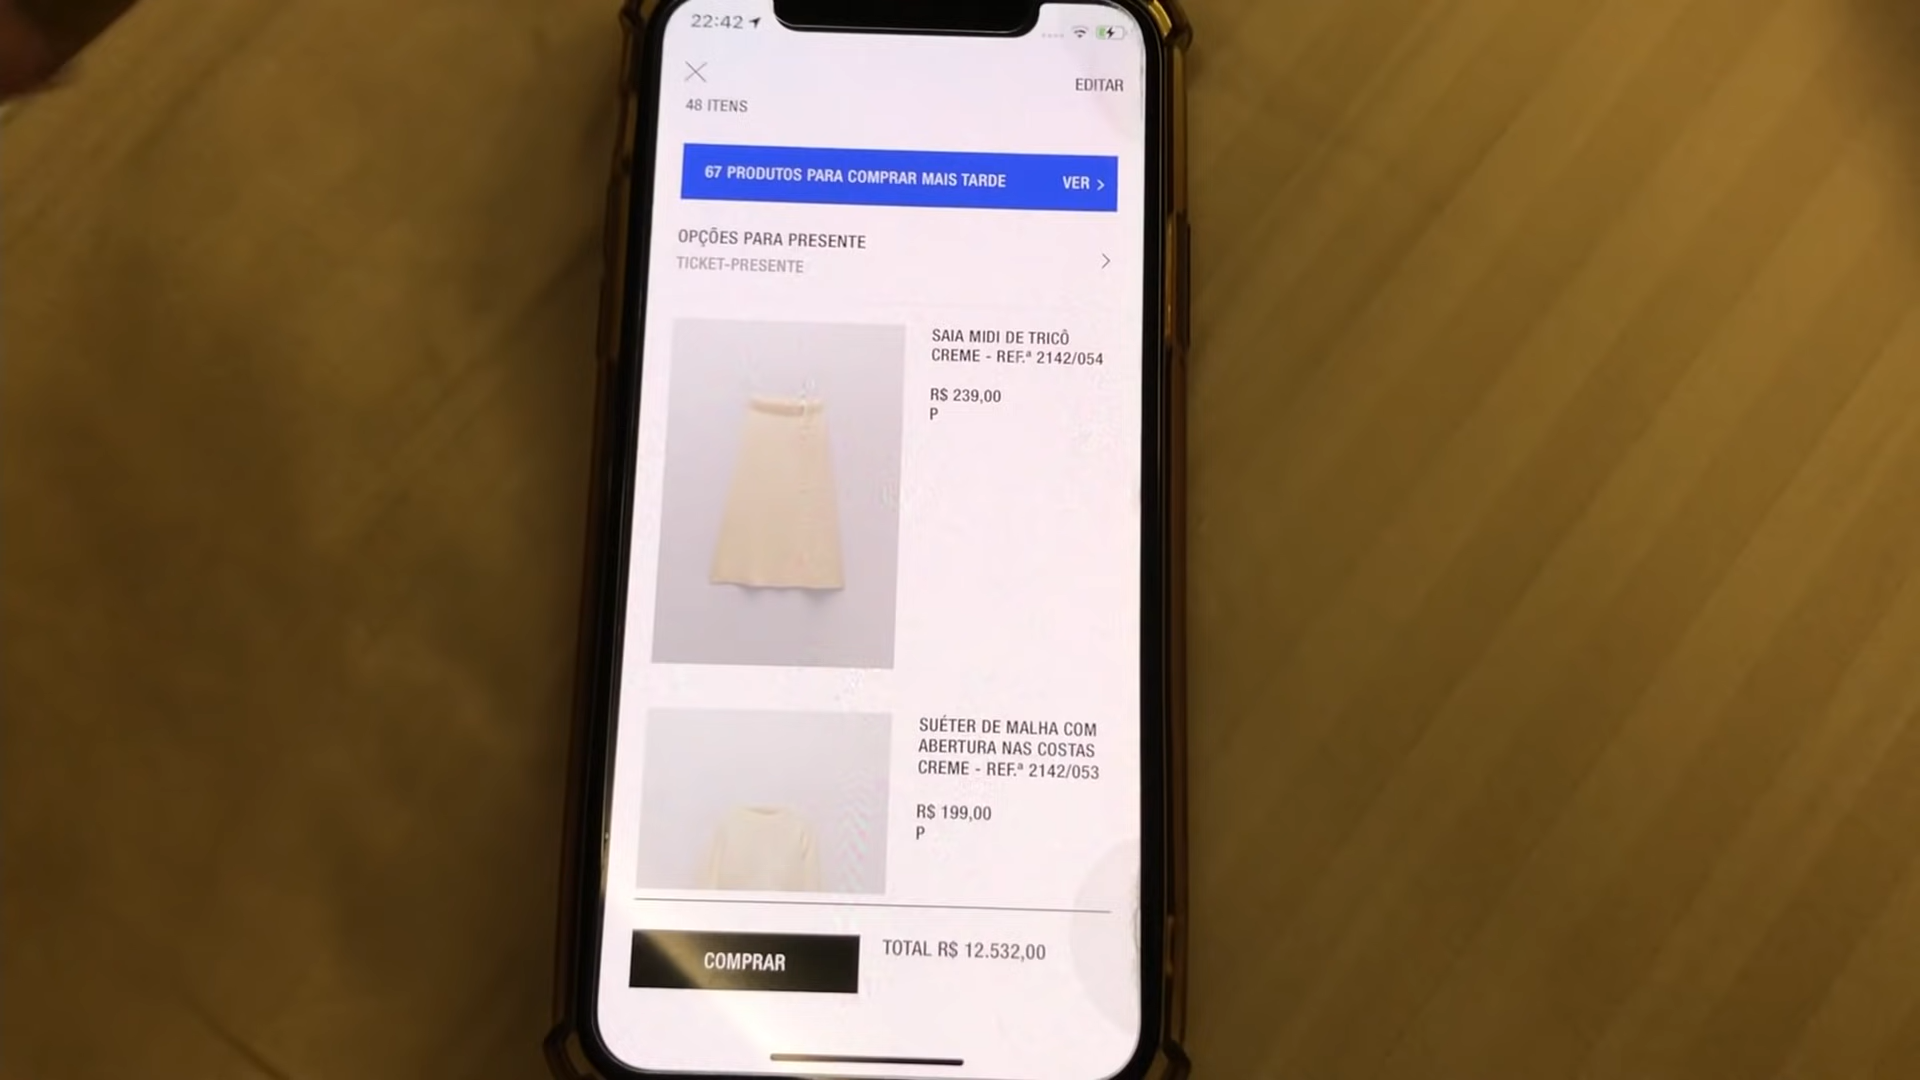 22:42
EDITAR
48 ITENS
67 PRODUTOS PARA COMPRAR MAIS TARDE
VER
OPÇÕES PARA PRESENTE
TICKET-PRESENTE
SAIA MIDI DE TRICÔ
CREME - REF.ª 2142/054
R$ 239,00
P
SUÉTER DE MALHA COM
ABERTURA NAS COSTAS
CREME - REF.ª 2142/053
R$ 199,00
P
COMPRAR
TOTAL R$ 12.532,00